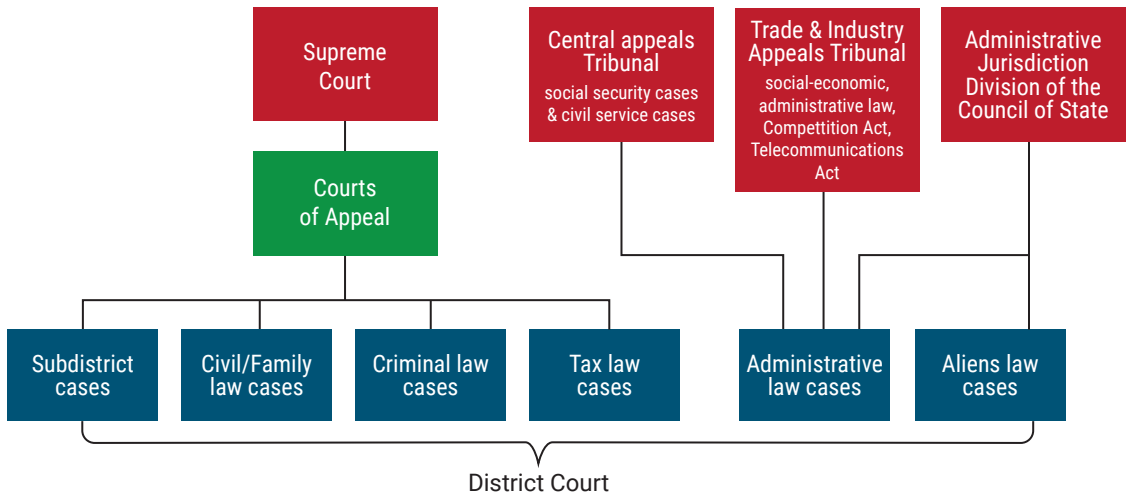 Supreme
Court
Central appeals
Tribunal
social security cases
& civil service cases
Trade & Industry
Appeals Tribunal
social-economic,
administrative law,
Compettition Act,
Telecommunications
Act
Administrative
Jurisdiction
Division of the
Council of State
Courts
of Appeal
Subdistrict
cases
Civil/Family
law cases
Criminal law
cases
Tax law
cases
Administrative
law cases
Aliens law
cases
District Court